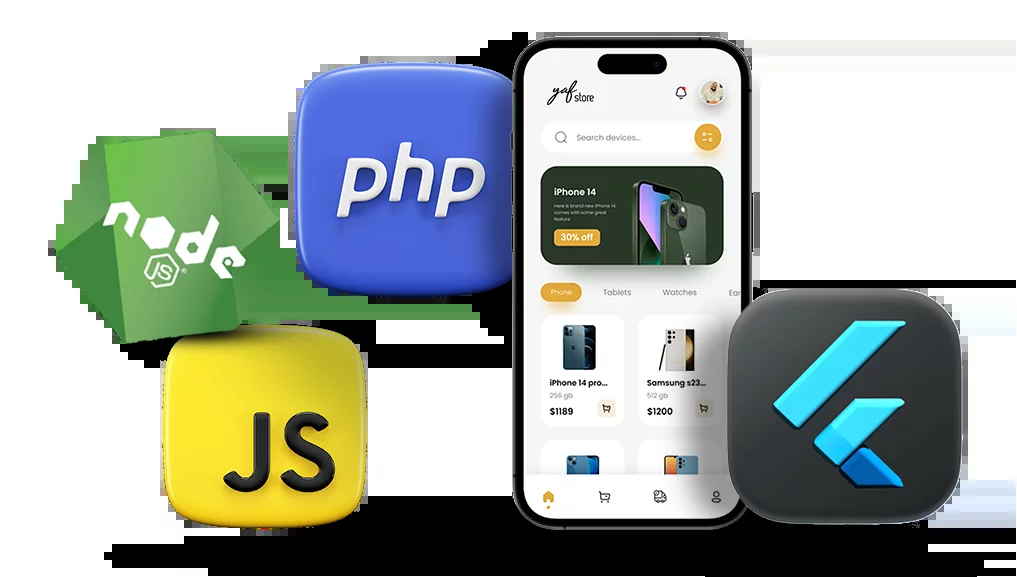 node
JS®
php
JS
yaf store
Search devices...
iPhone 14
Here is brand new iPhone 14
comes with some great
feature
30% off
Phone Tablets Watches Ear
iPhone 14 pro...
256 gb
$1189
Samsung s23...
512 gb
$1200